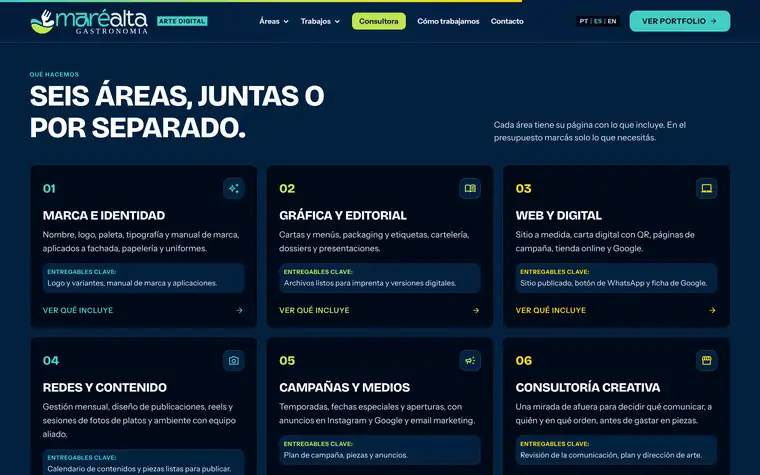 maréalta
GASTRONOMIA
ARTE DIGITAL
Áreas
Trabajos
Consultora
Cómo trabajamos
Contacto
PT | ES | EN
VER PORTFOLIO →
QUÉ HACEMOS
SEIS ÁREAS, JUNTAS O
POR SEPARADO.
Cada área tiene su página con lo que incluye. En el
presupuesto marcás solo lo que necesitás.
01
MARCA E IDENTIDAD
Nombre, logo, paleta, tipografía y manual de marca,
aplicados a fachada, papelería y uniformes.
ENTREGABLES CLAVE:
Logo y variantes, manual de marca y aplicaciones.
VER QUÉ INCLUYE →
02
GRÁFICA Y EDITORIAL
Cartas y menús, packaging y etiquetas, cartelería,
dossiers y presentaciones.
ENTREGABLES CLAVE:
Archivos listos para imprenta y versiones digitales.
VER QUÉ INCLUYE →
03
WEB Y DIGITAL
Sitio a medida, carta digital con QR, páginas de
campaña, tienda online y Google.
ENTREGABLES CLAVE:
Sitio publicado, botón de WhatsApp y ficha de Google.
VER QUÉ INCLUYE →
04
REDES Y CONTENIDO
Gestión mensual, diseño de publicaciones, reels y
sesiones de fotos de platos y ambiente con equipo
aliado.
ENTREGABLES CLAVE:
Calendario de contenidos y piezas listas para publicar.
05
CAMPAÑAS Y MEDIOS
Temporadas, fechas especiales y aperturas, con
anuncios en Instagram y Google y email marketing.
ENTREGABLES CLAVE:
Plan de campaña, piezas y anuncios.
06
CONSULTORÍA CREATIVA
Una mirada de afuera para decidir qué comunicar, a
quién y en qué orden, antes de gastar en piezas.
ENTREGABLES CLAVE:
Revisión de la comunicación, plan y dirección de arte.